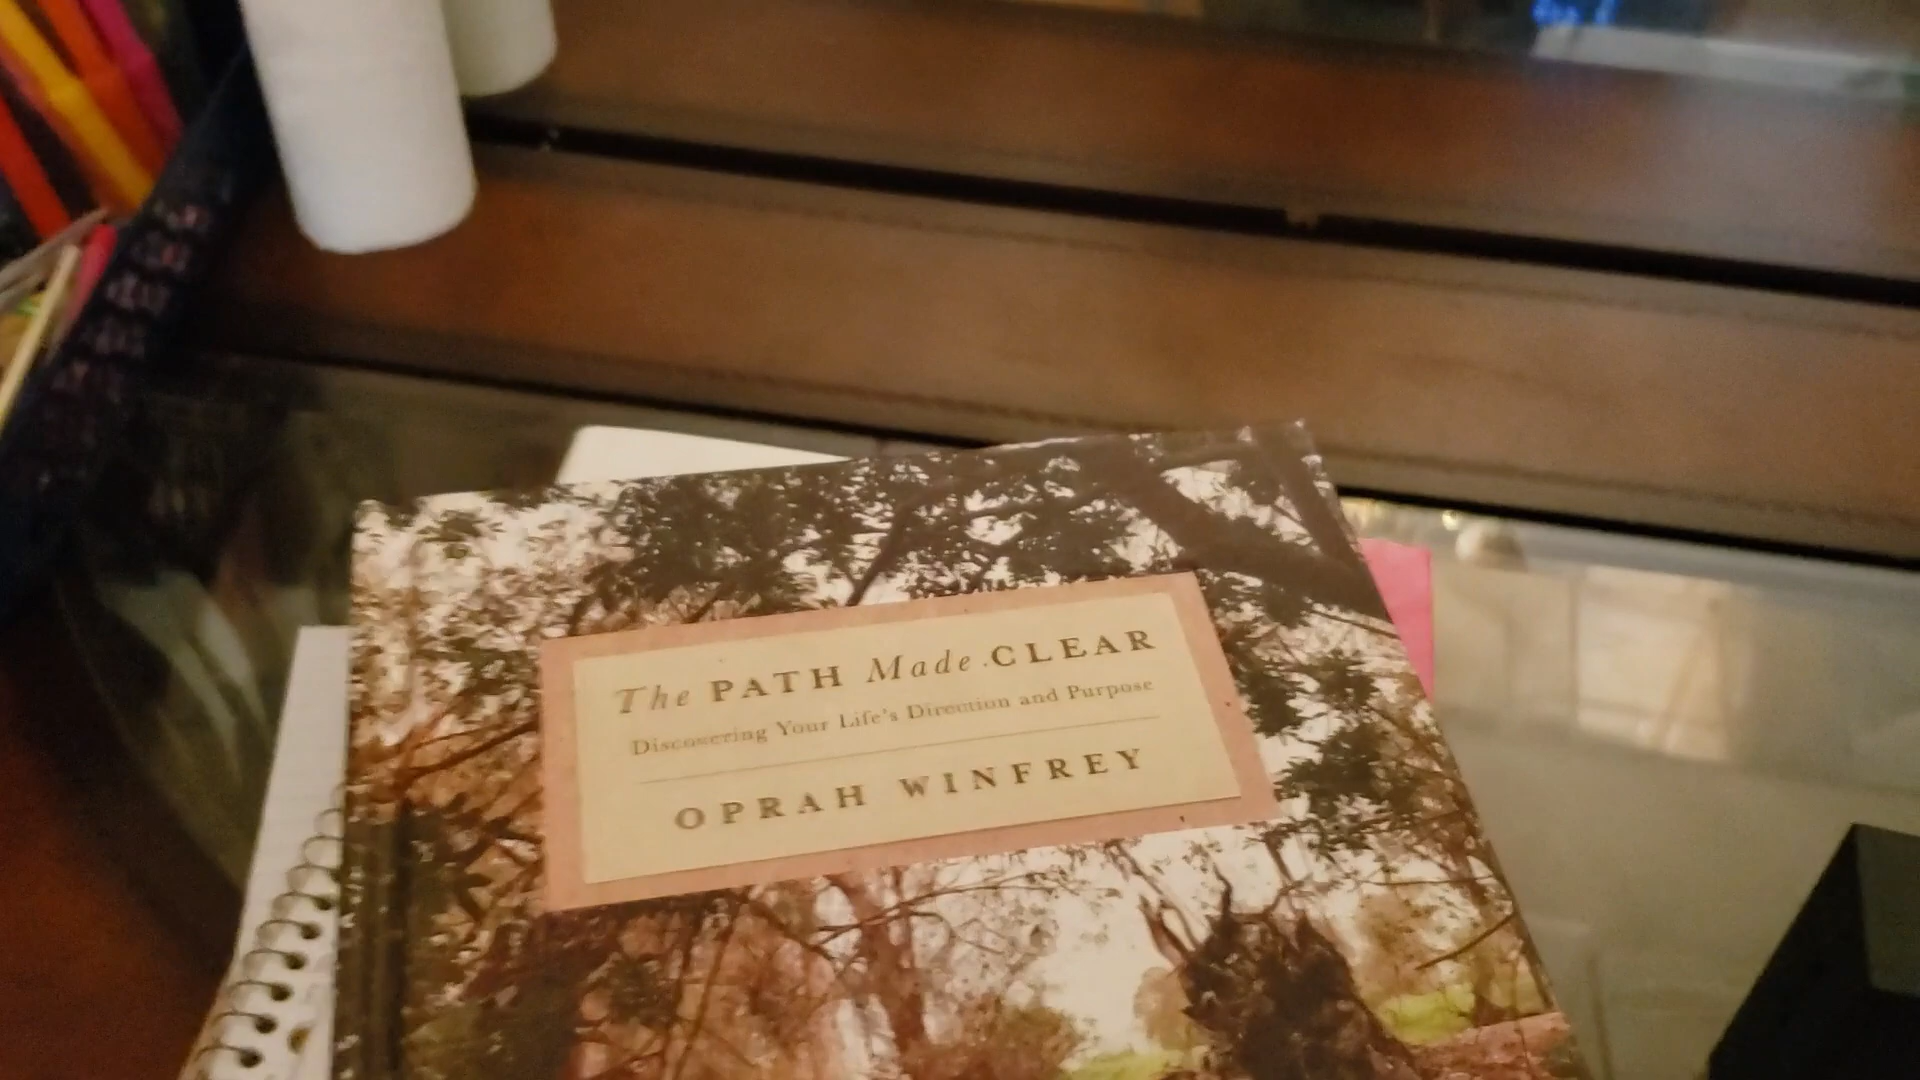 The PATH Made CLEAR
Discovering Your Life's Direction and Purpose
OPRAH WINFREY